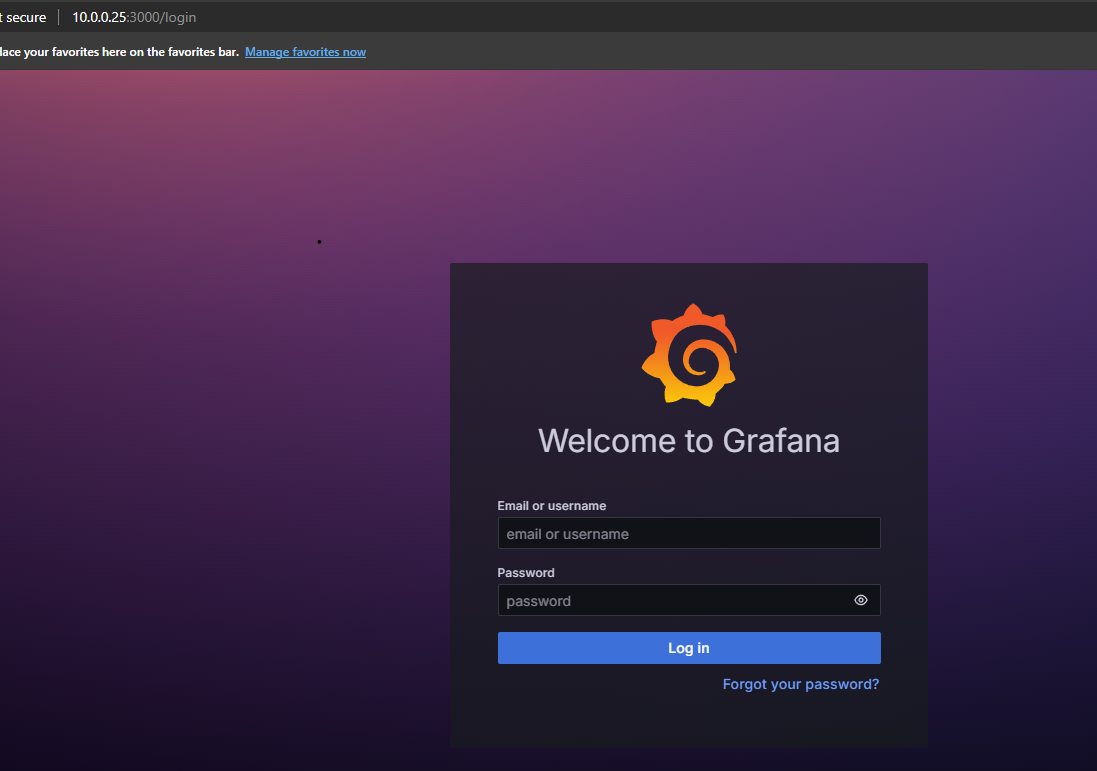 t secure | 10.0.0.25:3000/login
lace your favorites here on the favorites bar. Manage favorites now
Welcome to Grafana
Email or username
email or username
Password
password
Log in
Forgot your password?